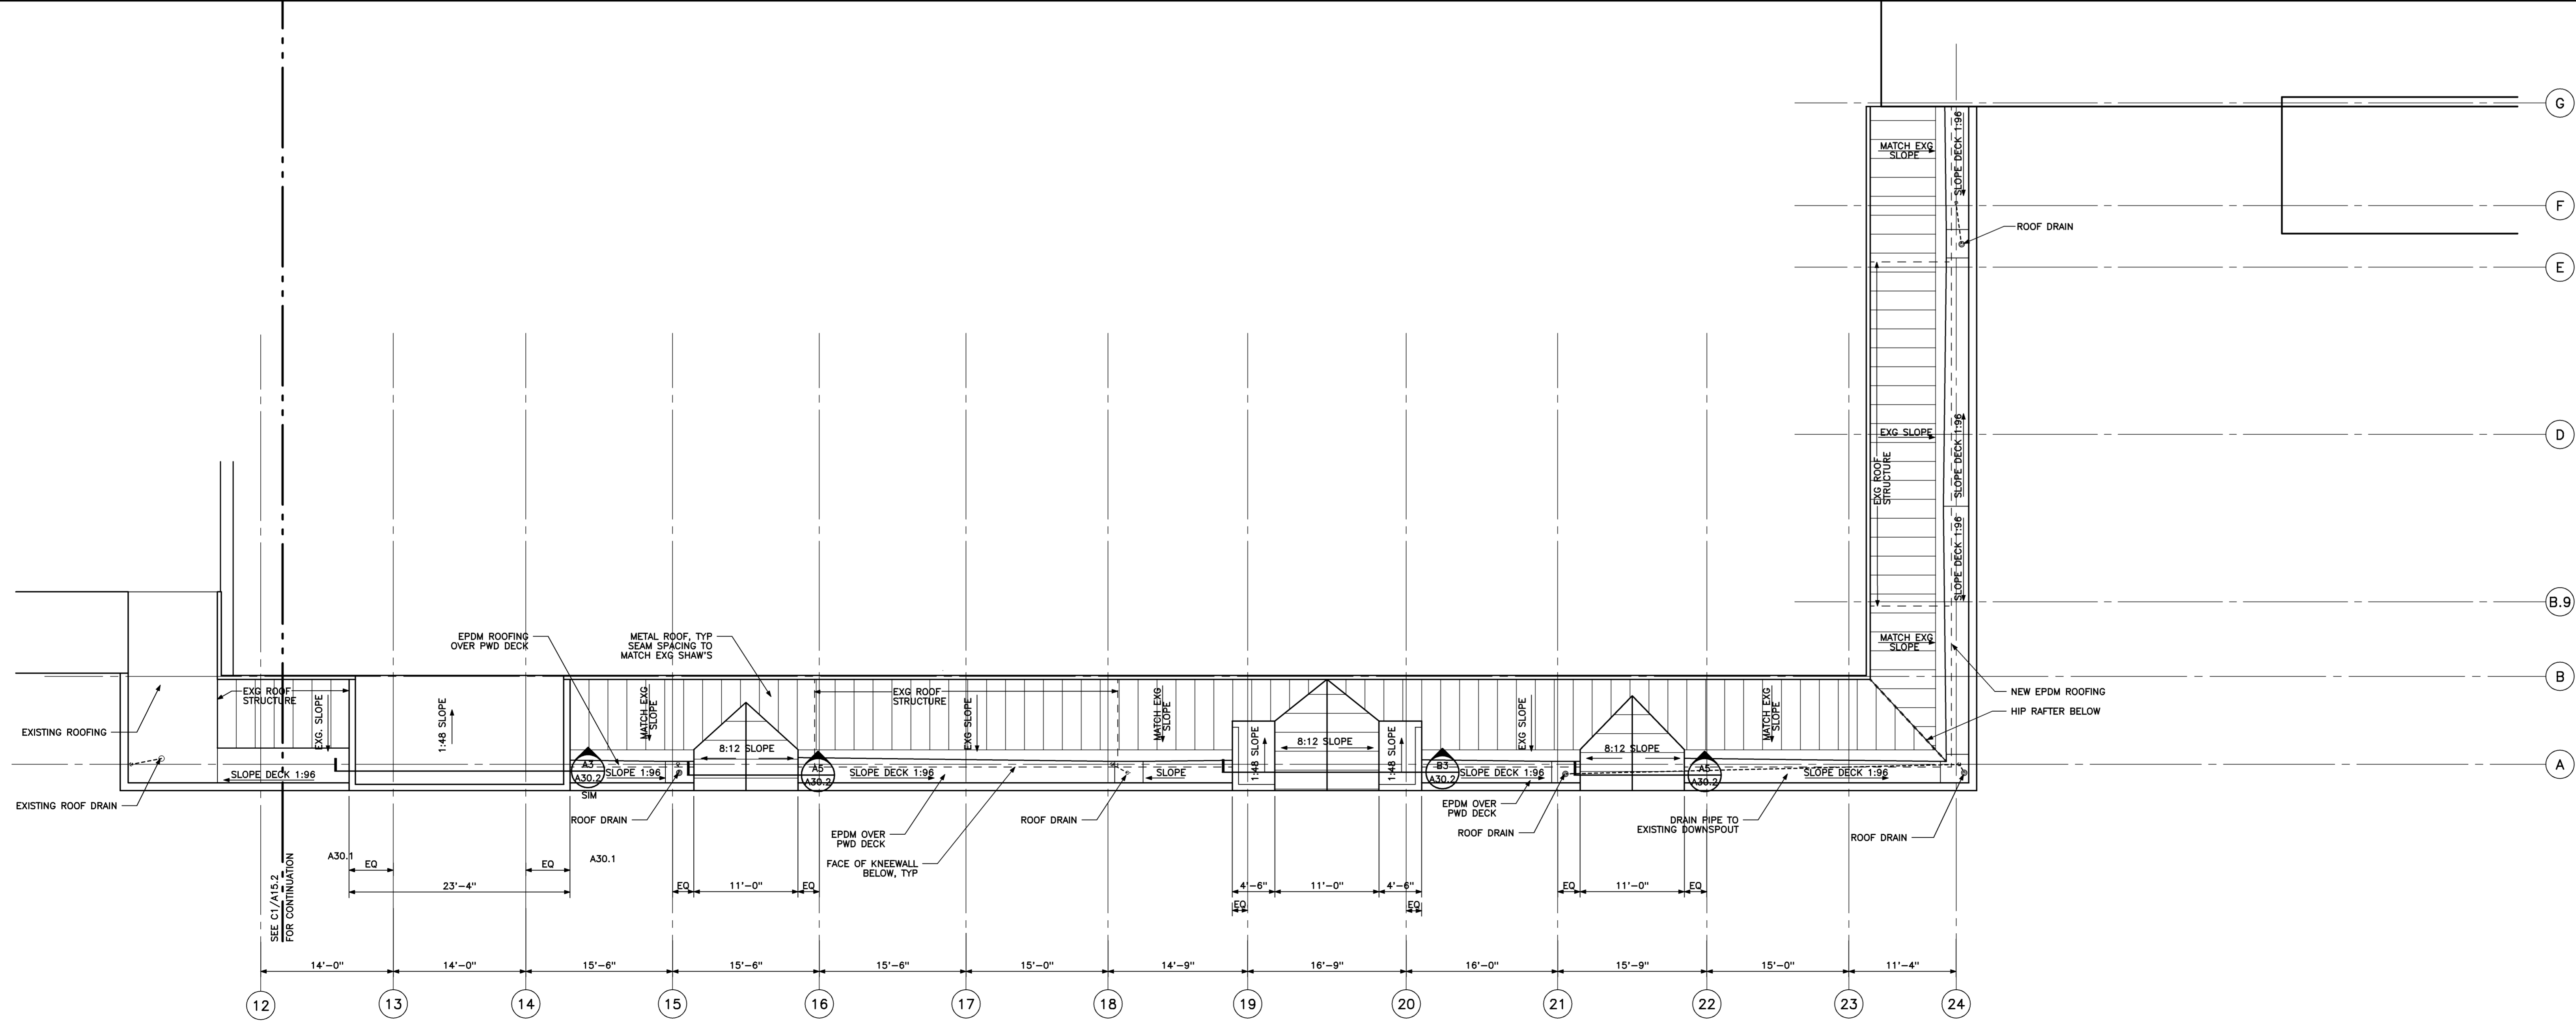 G
MATCH EXG
SLOPE
SLOPE DECK 1:96
F
ROOF DRAIN
E
EXG SLOPE
SLOPE DECK 1:96
D
EXG ROOF
STRUCTURE
SLOPE DECK 1:96
B.9
MATCH EXG
SLOPE
EPDM ROOFING
OVER PWD DECK
METAL ROOF, TYP
SEAM SPACING TO
MATCH EXG SHAW'S
B
NEW EPDM ROOFING
HIP RAFTER BELOW
EXG ROOF
STRUCTURE
EXG. SLOPE
1:48 SLOPE
MATCH EXG
SLOPE
EXG ROOF
STRUCTURE
EXG SLOPE
MATCH EXG
SLOPE
EXG SLOPE
MATCH EXG
SLOPE
EXISTING ROOFING
8:12 SLOPE
1:48 SLOPE
8:12 SLOPE
1:48 SLOPE
8:12 SLOPE
A
SLOPE DECK 1:96
A3
A30.2
SIM
SLOPE 1:96
A5
A30.2
SLOPE DECK 1:96
SLOPE
B3
A30.2
SLOPE DECK 1:96
A5
A30.2
SLOPE DECK 1:96
EXISTING ROOF DRAIN
ROOF DRAIN
EPDM OVER
PWD DECK
ROOF DRAIN
EPDM OVER
PWD DECK
ROOF DRAIN
DRAIN PIPE TO
EXISTING DOWNSPOUT
ROOF DRAIN
FACE OF KNEEWALL
BELOW, TYP
SEE C1/A15.2
FOR CONTINUATION
A30.1
EQ
EQ
A30.1
23'-4"
EQ
11'-0"
EQ
4'-6"
11'-0"
4'-6"
EQ
11'-0"
EQ
EQ
EQ
14'-0"
14'-0"
15'-6"
15'-6"
15'-6"
15'-0"
14'-9"
16'-9"
16'-0"
15'-9"
15'-0"
11'-4"
12
13
14
15
16
17
18
19
20
21
22
23
24